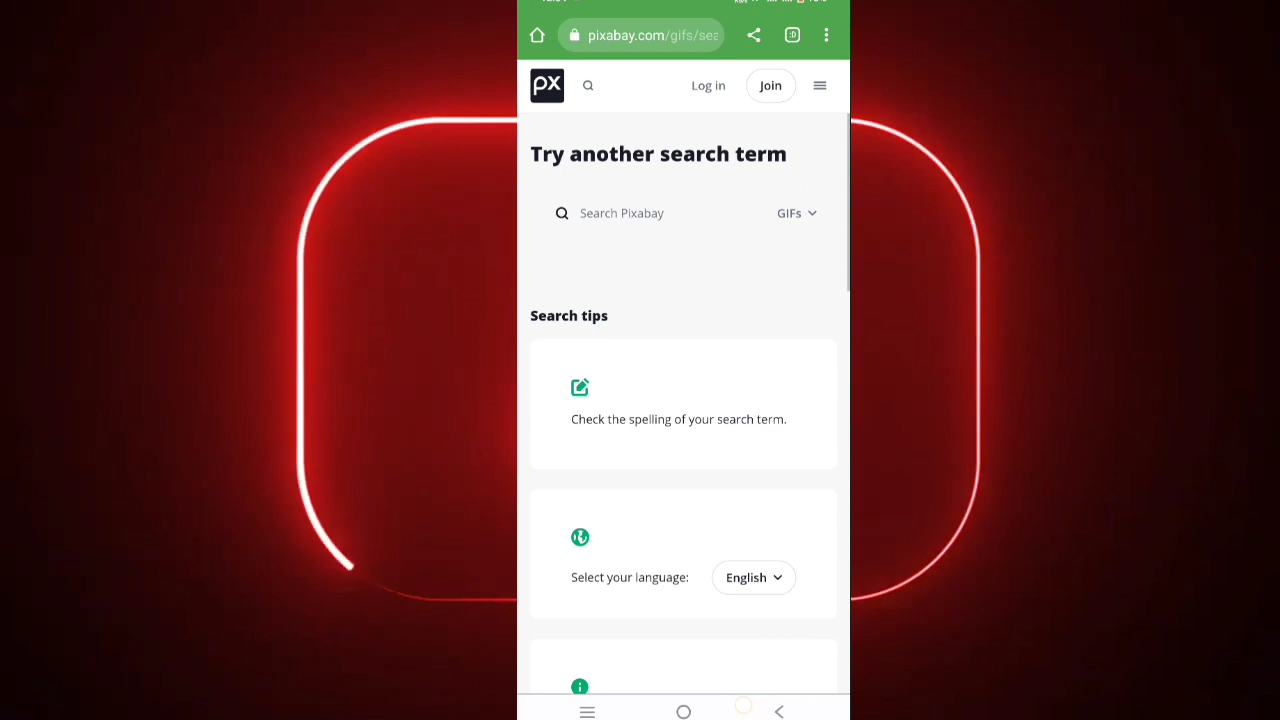 pixabay.com/gifs/sea
:D
px
Log in
Join
Try another search term
Search Pixabay
GIFs
Search tips
Check the spelling of your search term.
Select your language:
English